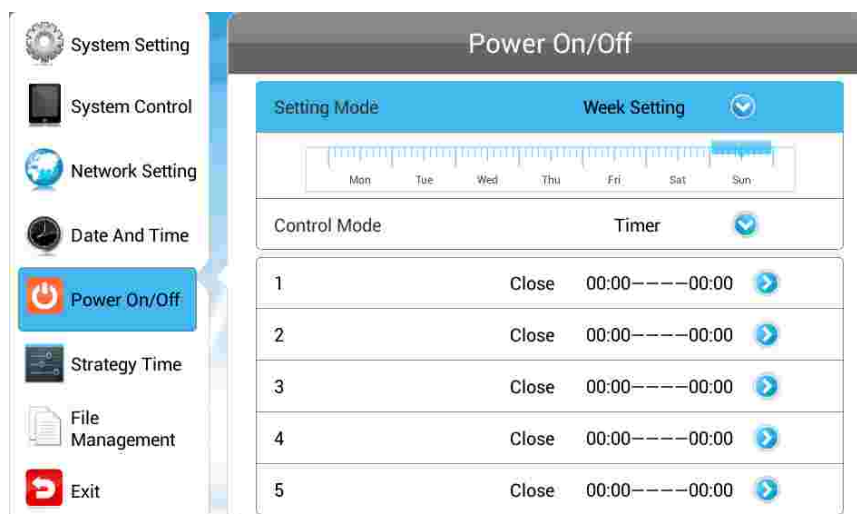 System Setting
System Control
Network Setting
Date And Time
Power On/Off
Strategy Time
File
Management
Exit
Power On/Off
Setting Mode Week Setting
Mon Tue Wed Thu Fri Sat Sun
Control Mode Timer
1 Close 00:00————00:00
2 Close 00:00————00:00
3 Close 00:00————00:00
4 Close 00:00————00:00
5 Close 00:00————00:00